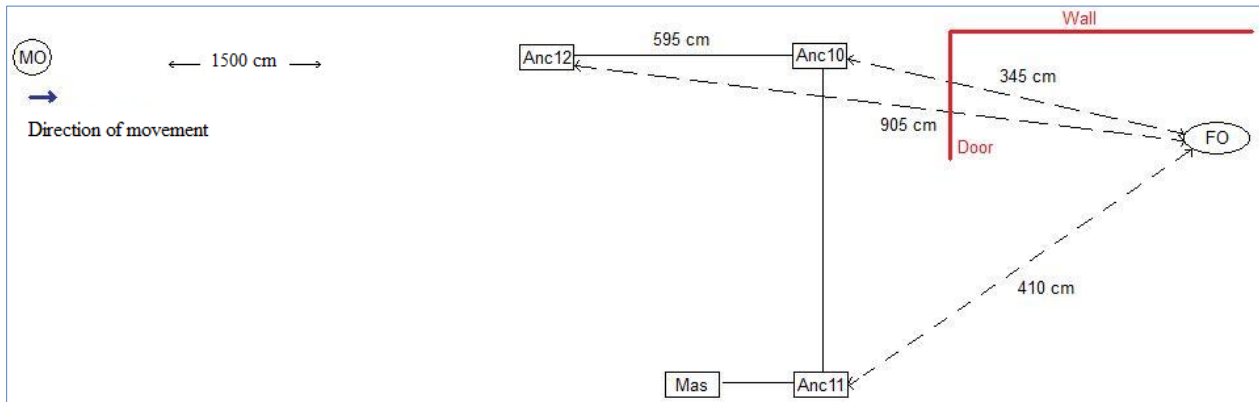 Wall
MO
1500 cm
Anc12
595 cm
Anc10
345 cm
Direction of movement
905 cm
Door
FO
410 cm
Mas
Anc11